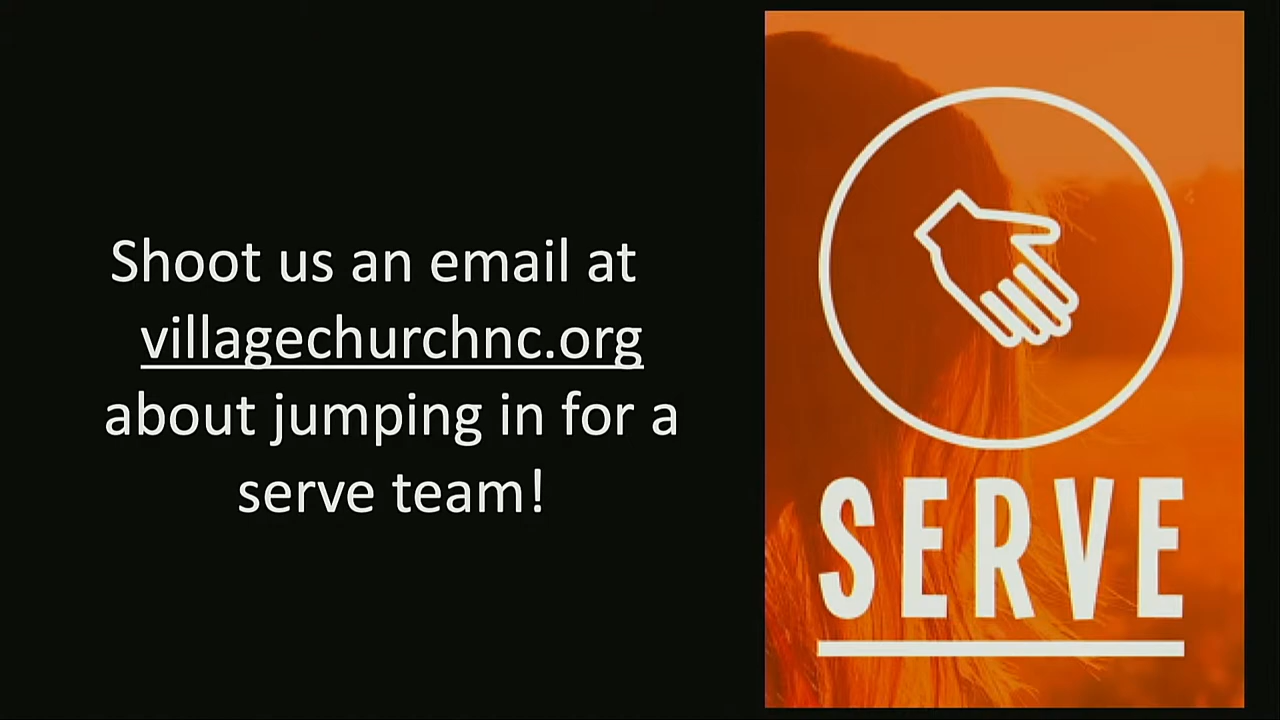 Shoot us an email at
villagechurchnc.org
about jumping in for a
serve team!
SERVE